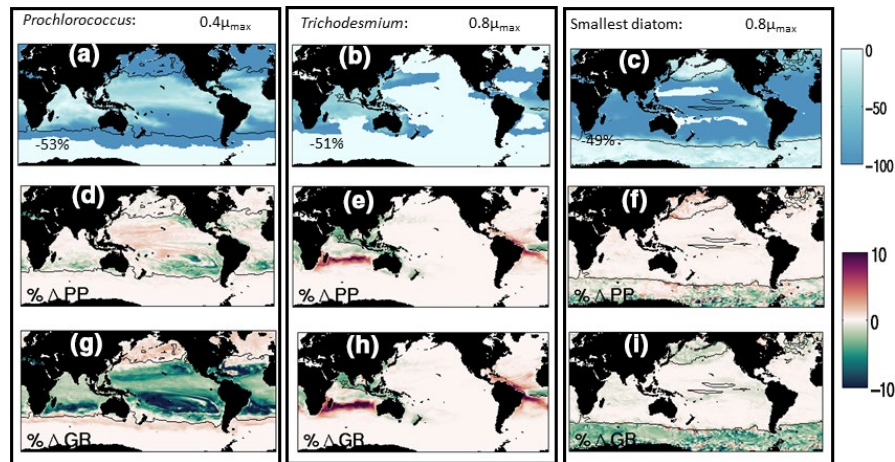 Prochlorococcus: 0.4μmax
Trichodesmium: 0.8μmax
Smallest diatom: 0.8μmax
(a)
(b)
(c)
-53%
-51%
-49%
0
-50
-100
(d)
(e)
(f)
% Δ PP
% Δ PP
% Δ PP
10
0
-10
(g)
(h)
(i)
% Δ GR
% Δ GR
% Δ GR